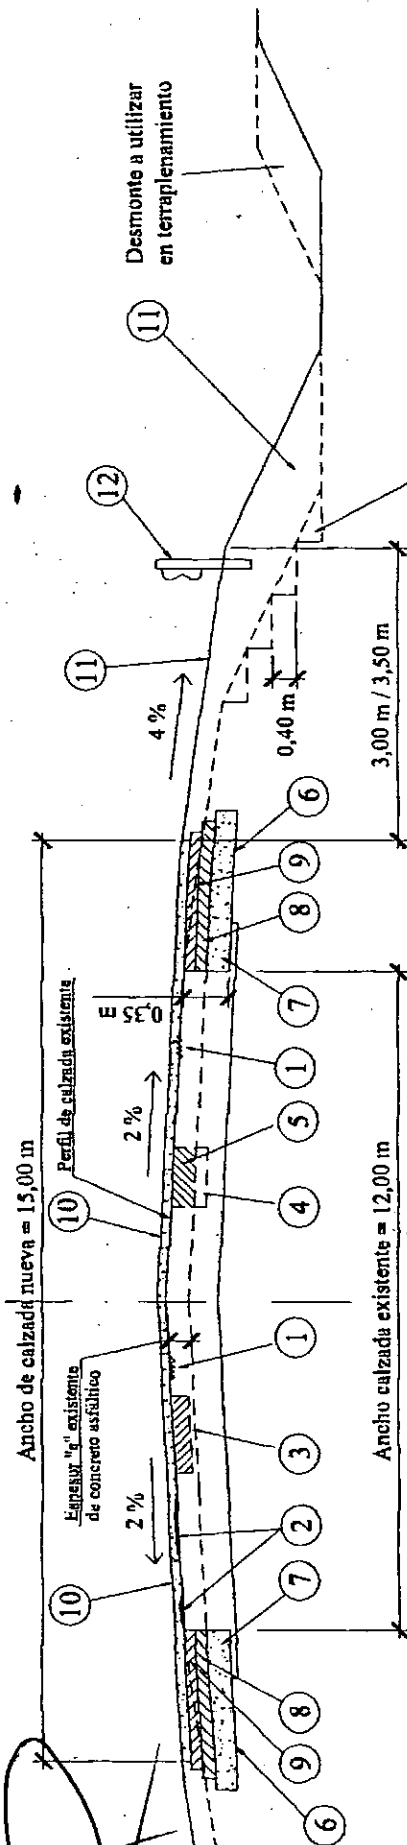 Ancho de calzada nueva = 15,00 m
Espesor "e" existente
de concreto asfáltico
Perfil de calzada existente
10
10
2 %
2 %
4 %
11
12
11
Desmonte a utilizar
en terraplenamiento
0,35 m
0,40 m
3,00 m / 3,50 m
6
9
8
7
2
3
1
4
5
1
7
8
9
6
Ancho calzada existente = 12,00 m